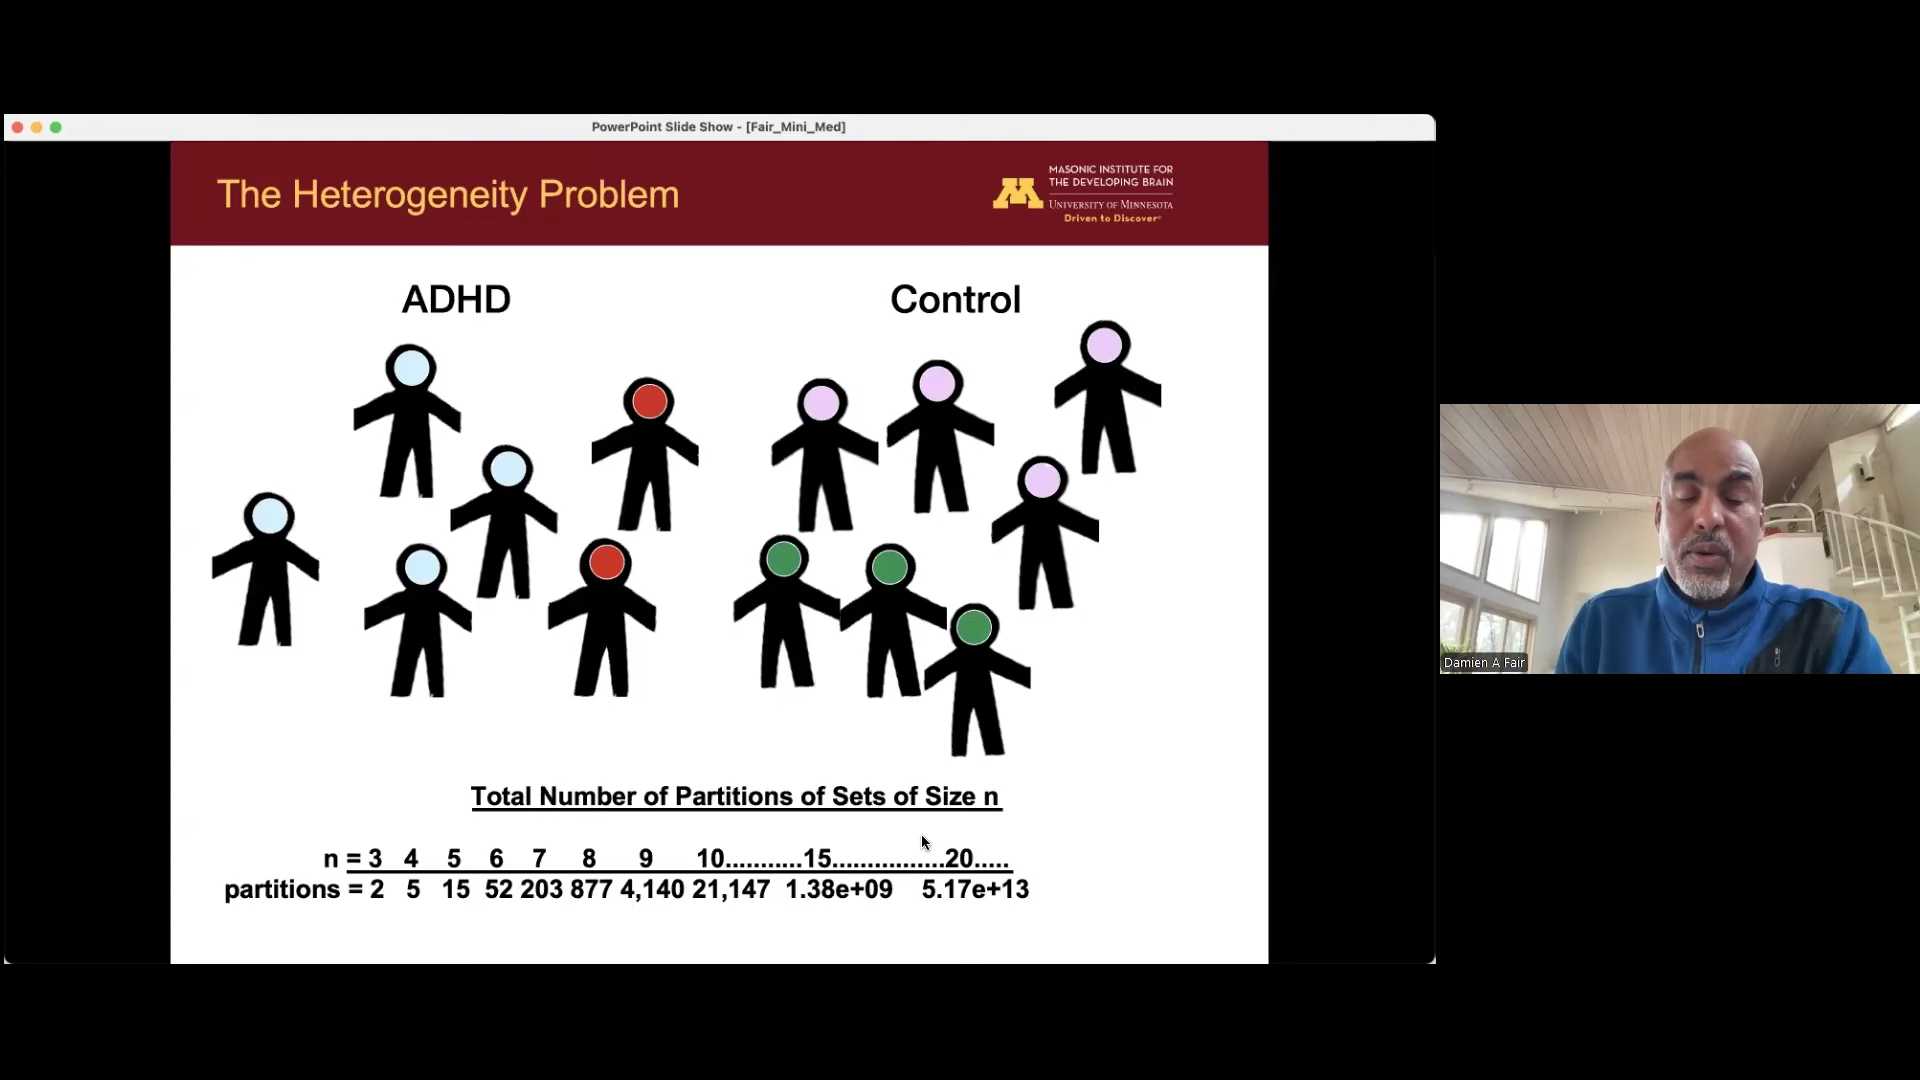 PowerPoint Slide Show - [Fair_Mini_Med]
The Heterogeneity Problem
MASONIC INSTITUTE FOR
THE DEVELOPING BRAIN
UNIVERSITY OF MINNESOTA
Driven to Discover®
ADHD
Control
Total Number of Partitions of Sets of Size n
n = 3 4 5 6 7 8 9 10...........15................20.....
partitions = 2 5 15 52 203 877 4,140 21,147 1.38e+09 5.17e+13
Damien A Fair